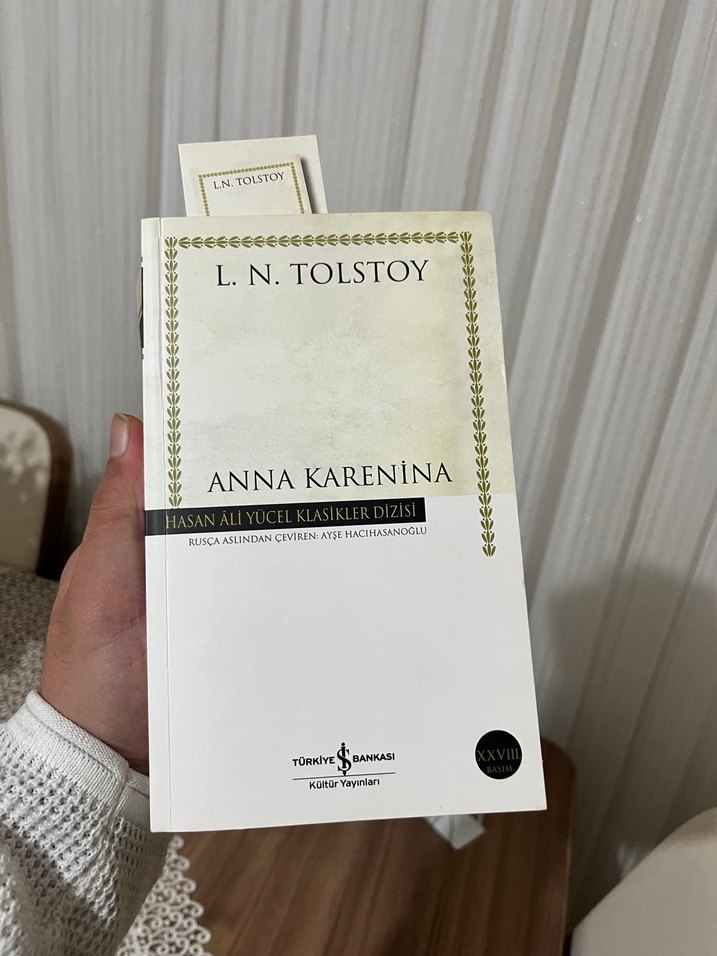 L.N. TOLSTOY
L. N. TOLSTOY
ANNA KARENİNA
HASAN ÂLİ YÜCEL KLASİKLER DİZİSİ
RUSÇA ASLINDAN ÇEVİREN: AYŞE HACIHASANOĞLU
TÜRKİYE İŞ BANKASI
Kültür Yayınları
XXVIII.
BASIM